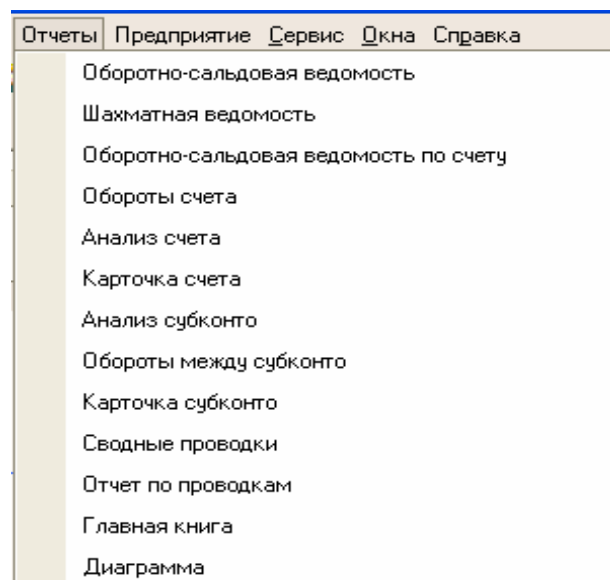 Отчеты Предприятие Сервис Окна Справка
Оборотно-сальдовая ведомость
Шахматная ведомость
Оборотно-сальдовая ведомость по счету
Обороты счета
Анализ счета
Карточка счета
Анализ субконто
Обороты между субконто
Карточка субконто
Сводные проводки
Отчет по проводкам
Главная книга
Диаграмма